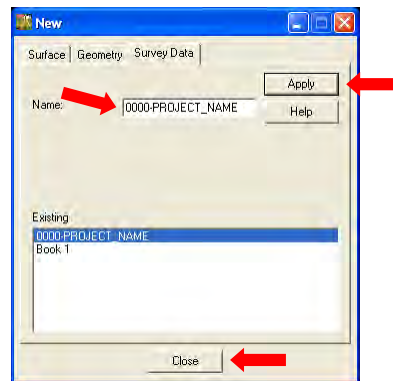 New
Surface Geometry Survey Data
Apply
Name: 0000-PROJECT_NAME
Help
Existing
0000-PROJECT_NAME
Book 1
Close